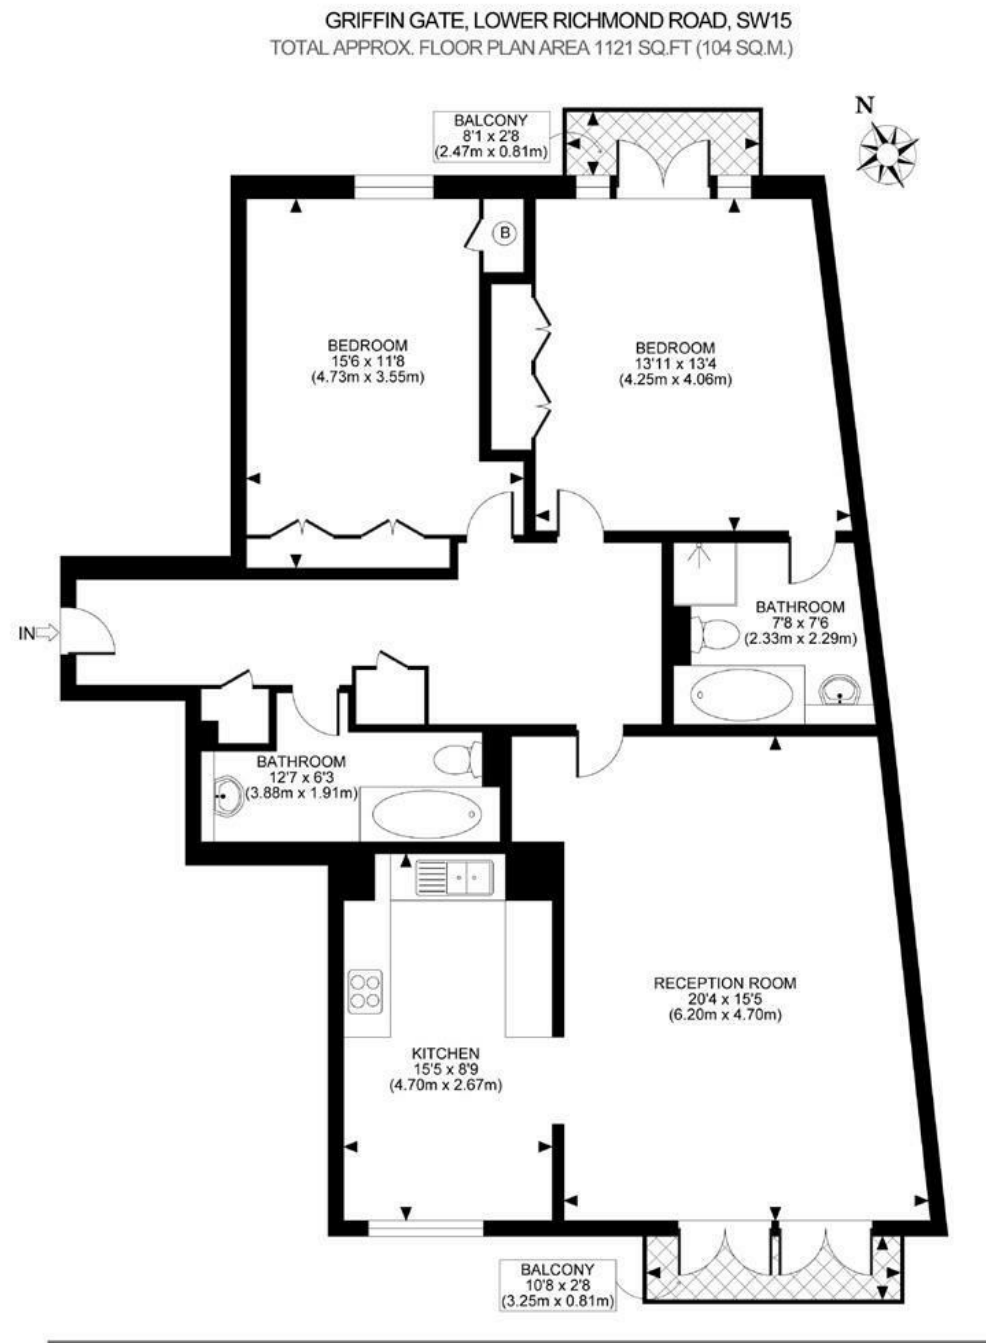 GRIFFIN GATE, LOWER RICHMOND ROAD, SW15
TOTAL APPROX. FLOOR PLAN AREA 1121 SQ.FT (104 SQ.M.)
N
BALCONY
8'1 x 2'8
(2.47m x 0.81m)
B
BEDROOM
15'6 x 11'8
(4.73m x 3.55m)
BEDROOM
13'11 x 13'4
(4.25m x 4.06m)
IN
BATHROOM
7'8 x 7'6
(2.33m x 2.29m)
BATHROOM
12'7 x 6'3
(3.88m x 1.91m)
RECEPTION ROOM
20'4 x 15'5
(6.20m x 4.70m)
KITCHEN
15'5 x 8'9
(4.70m x 2.67m)
BALCONY
10'8 x 2'8
(3.25m x 0.81m)